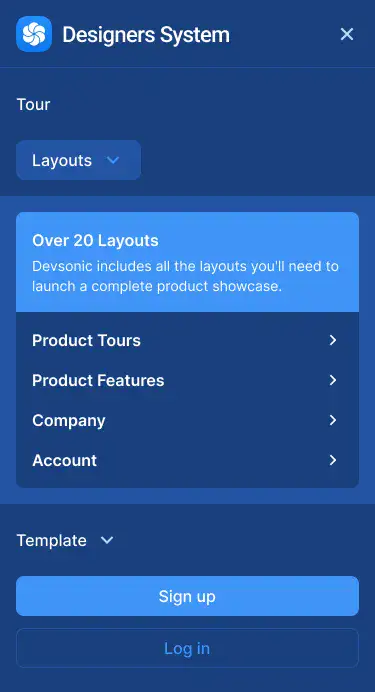 Designers System
Tour
Layouts
Over 20 Layouts
Devsonic includes all the layouts you'll need to
launch a complete product showcase.
Product Tours
Product Features
Company
Account
Template
Sign up
Log in